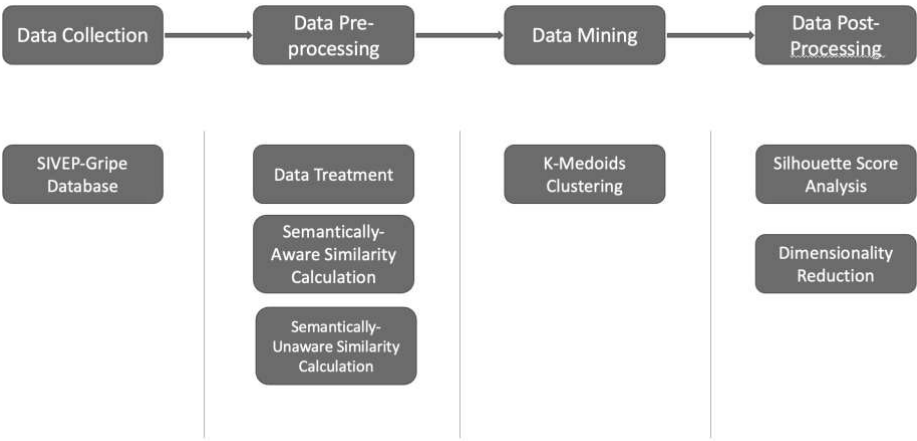 Data Collection
Data Pre-
processing
Data Mining
Data Post-
Processing
SIVEP-Gripe
Database
Data Treatment
Semantically-
Aware Similarity
Calculation
Semantically-
Unaware Similarity
Calculation
K-Medoids
Clustering
Silhouette Score
Analysis
Dimensionality
Reduction